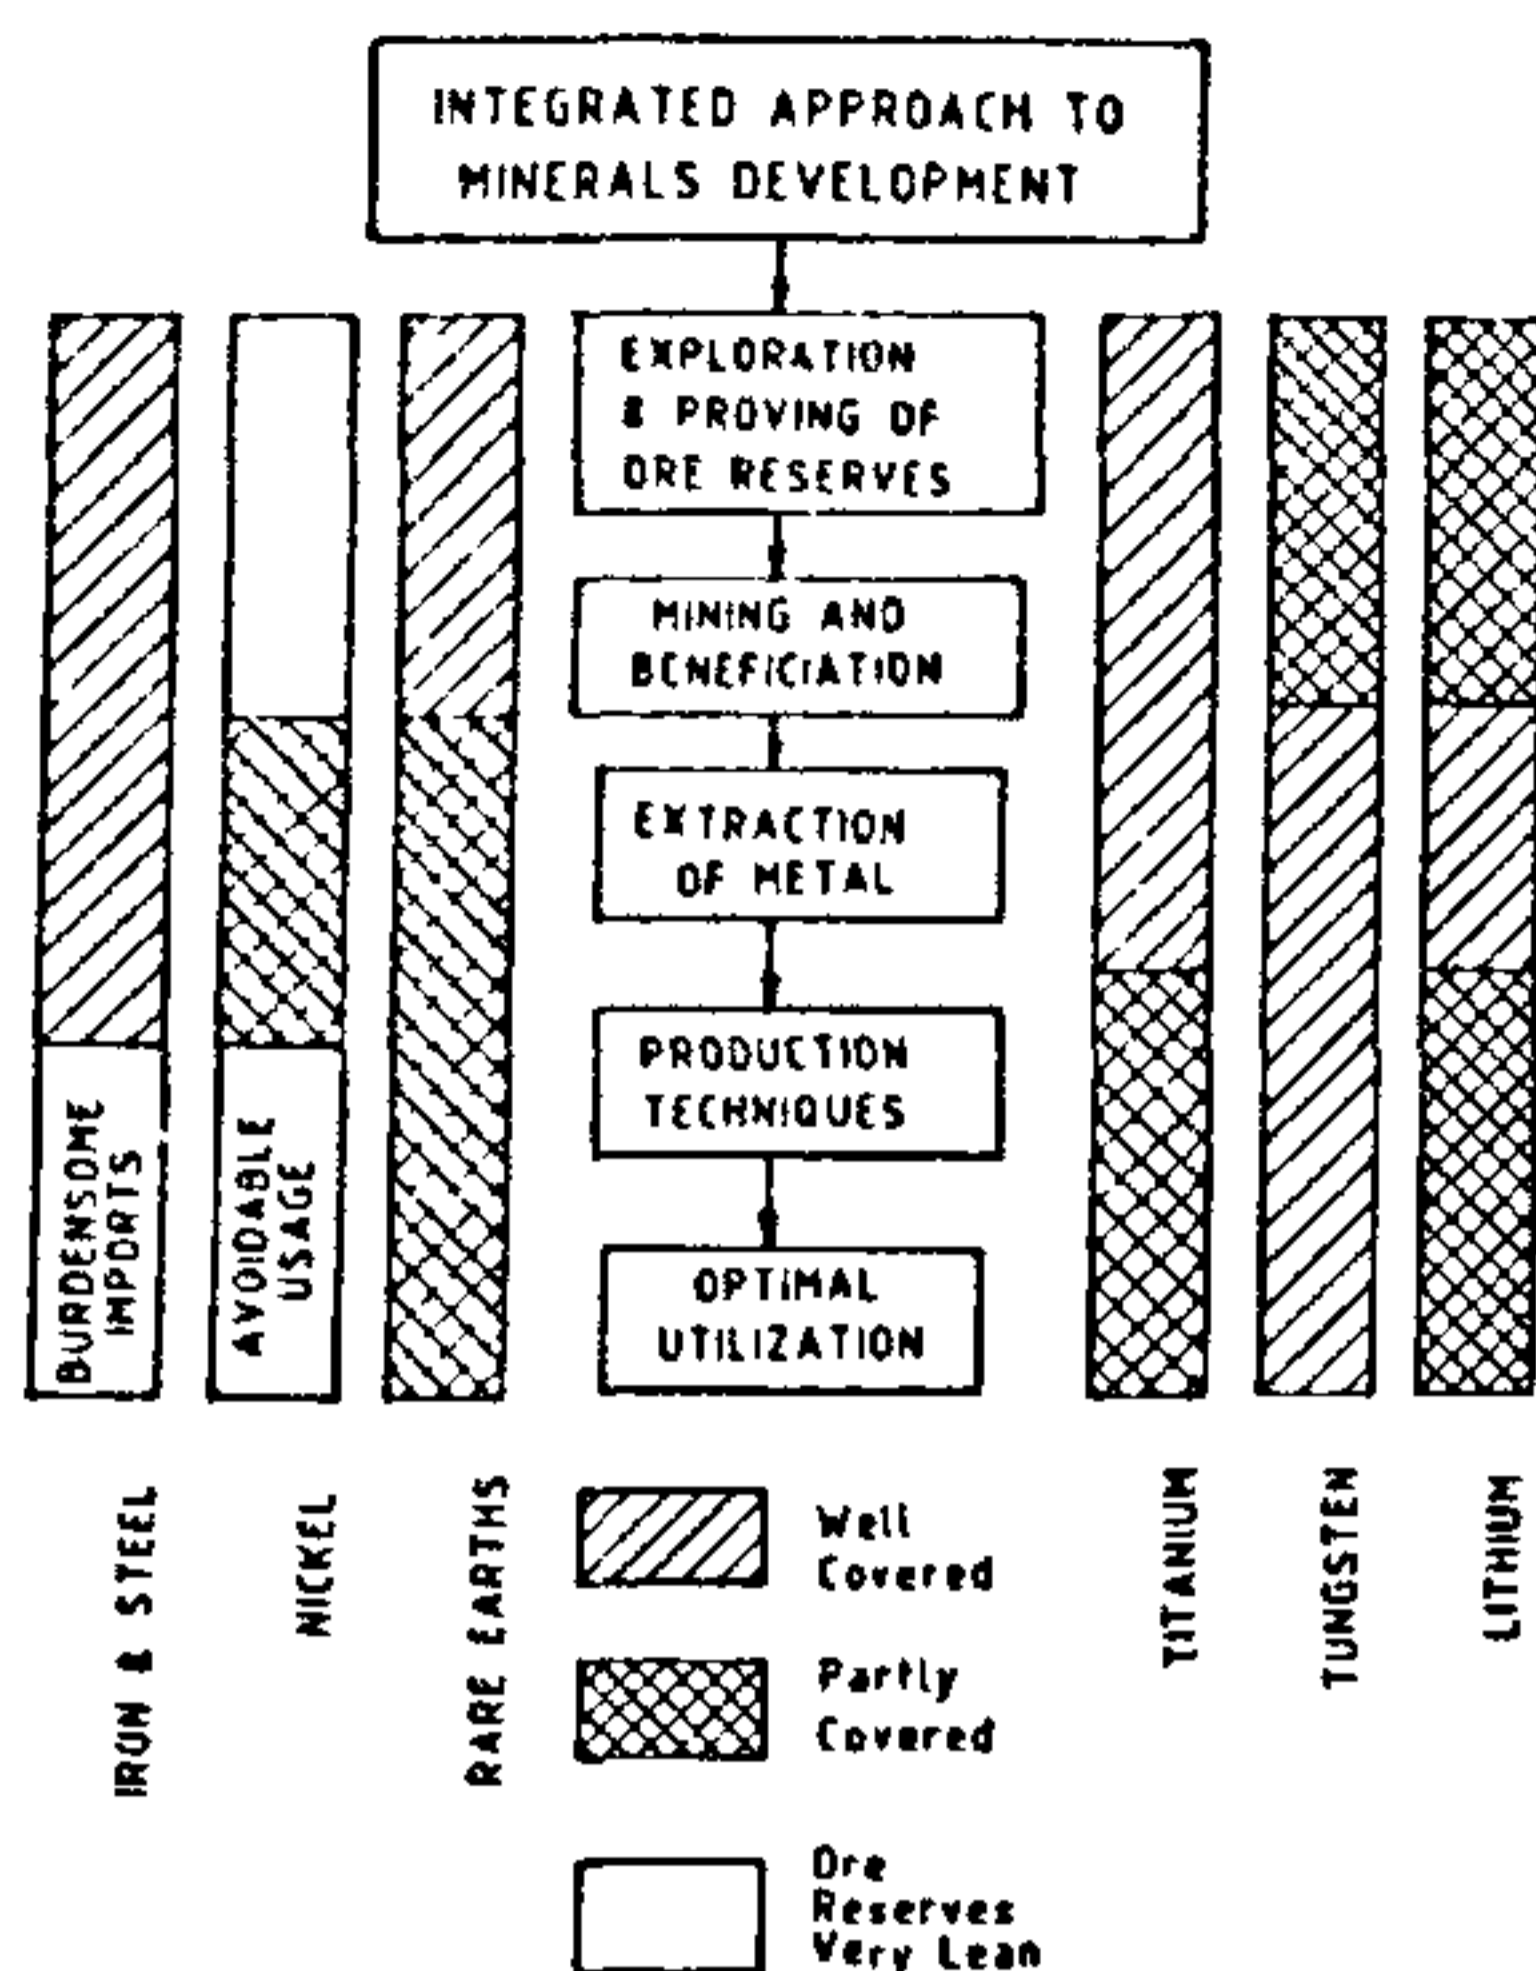 INTEGRATED APPROACH TO
MINERALS DEVELOPMENT
EXPLORATION
& PROVING OF
ORE RESERVES
MINING AND
BENEFICIATION
EXTRACTION
OF METAL
PRODUCTION
TECHNIQUES
OPTIMAL
UTILIZATION
BURDENSOME
IMPORTS
AVOIDABLE
USAGE
IRON & STEEL
NICKEL
RARE EARTHS
TITANIUM
TUNGSTEN
LITHIUM
Well
Covered
Partly
Covered
Ore
Reserves
Very Lean